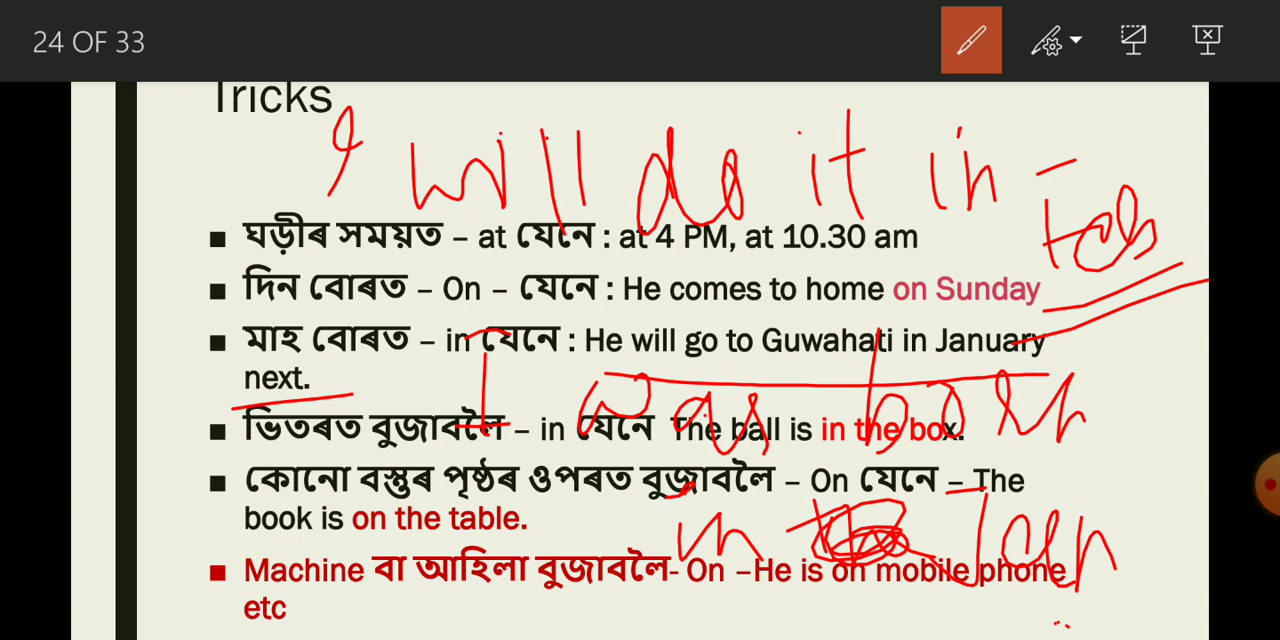 24 OF 33
Tricks
I will do it in
Feb
■ ঘড়ীৰ সময়ত – at যেনে : at 4 PM, at 10.30 am
■ দিন বোৰত – On – যেনে : He comes to home on Sunday
■ মাহ বোৰত – in যেনে : He will go to Guwahati in January
next.
I was born
■ ভিতৰত বুজাবলৈ – in যেনে The ball is in the box.
■ কোনো বস্তুৰ পৃষ্ঠৰ ওপৰত বুজাবলৈ – On যেনে – The
book is on the table.
in Jan
■ Machine বা আহিলা বুজাবলৈ- On –He is on mobile phone
etc